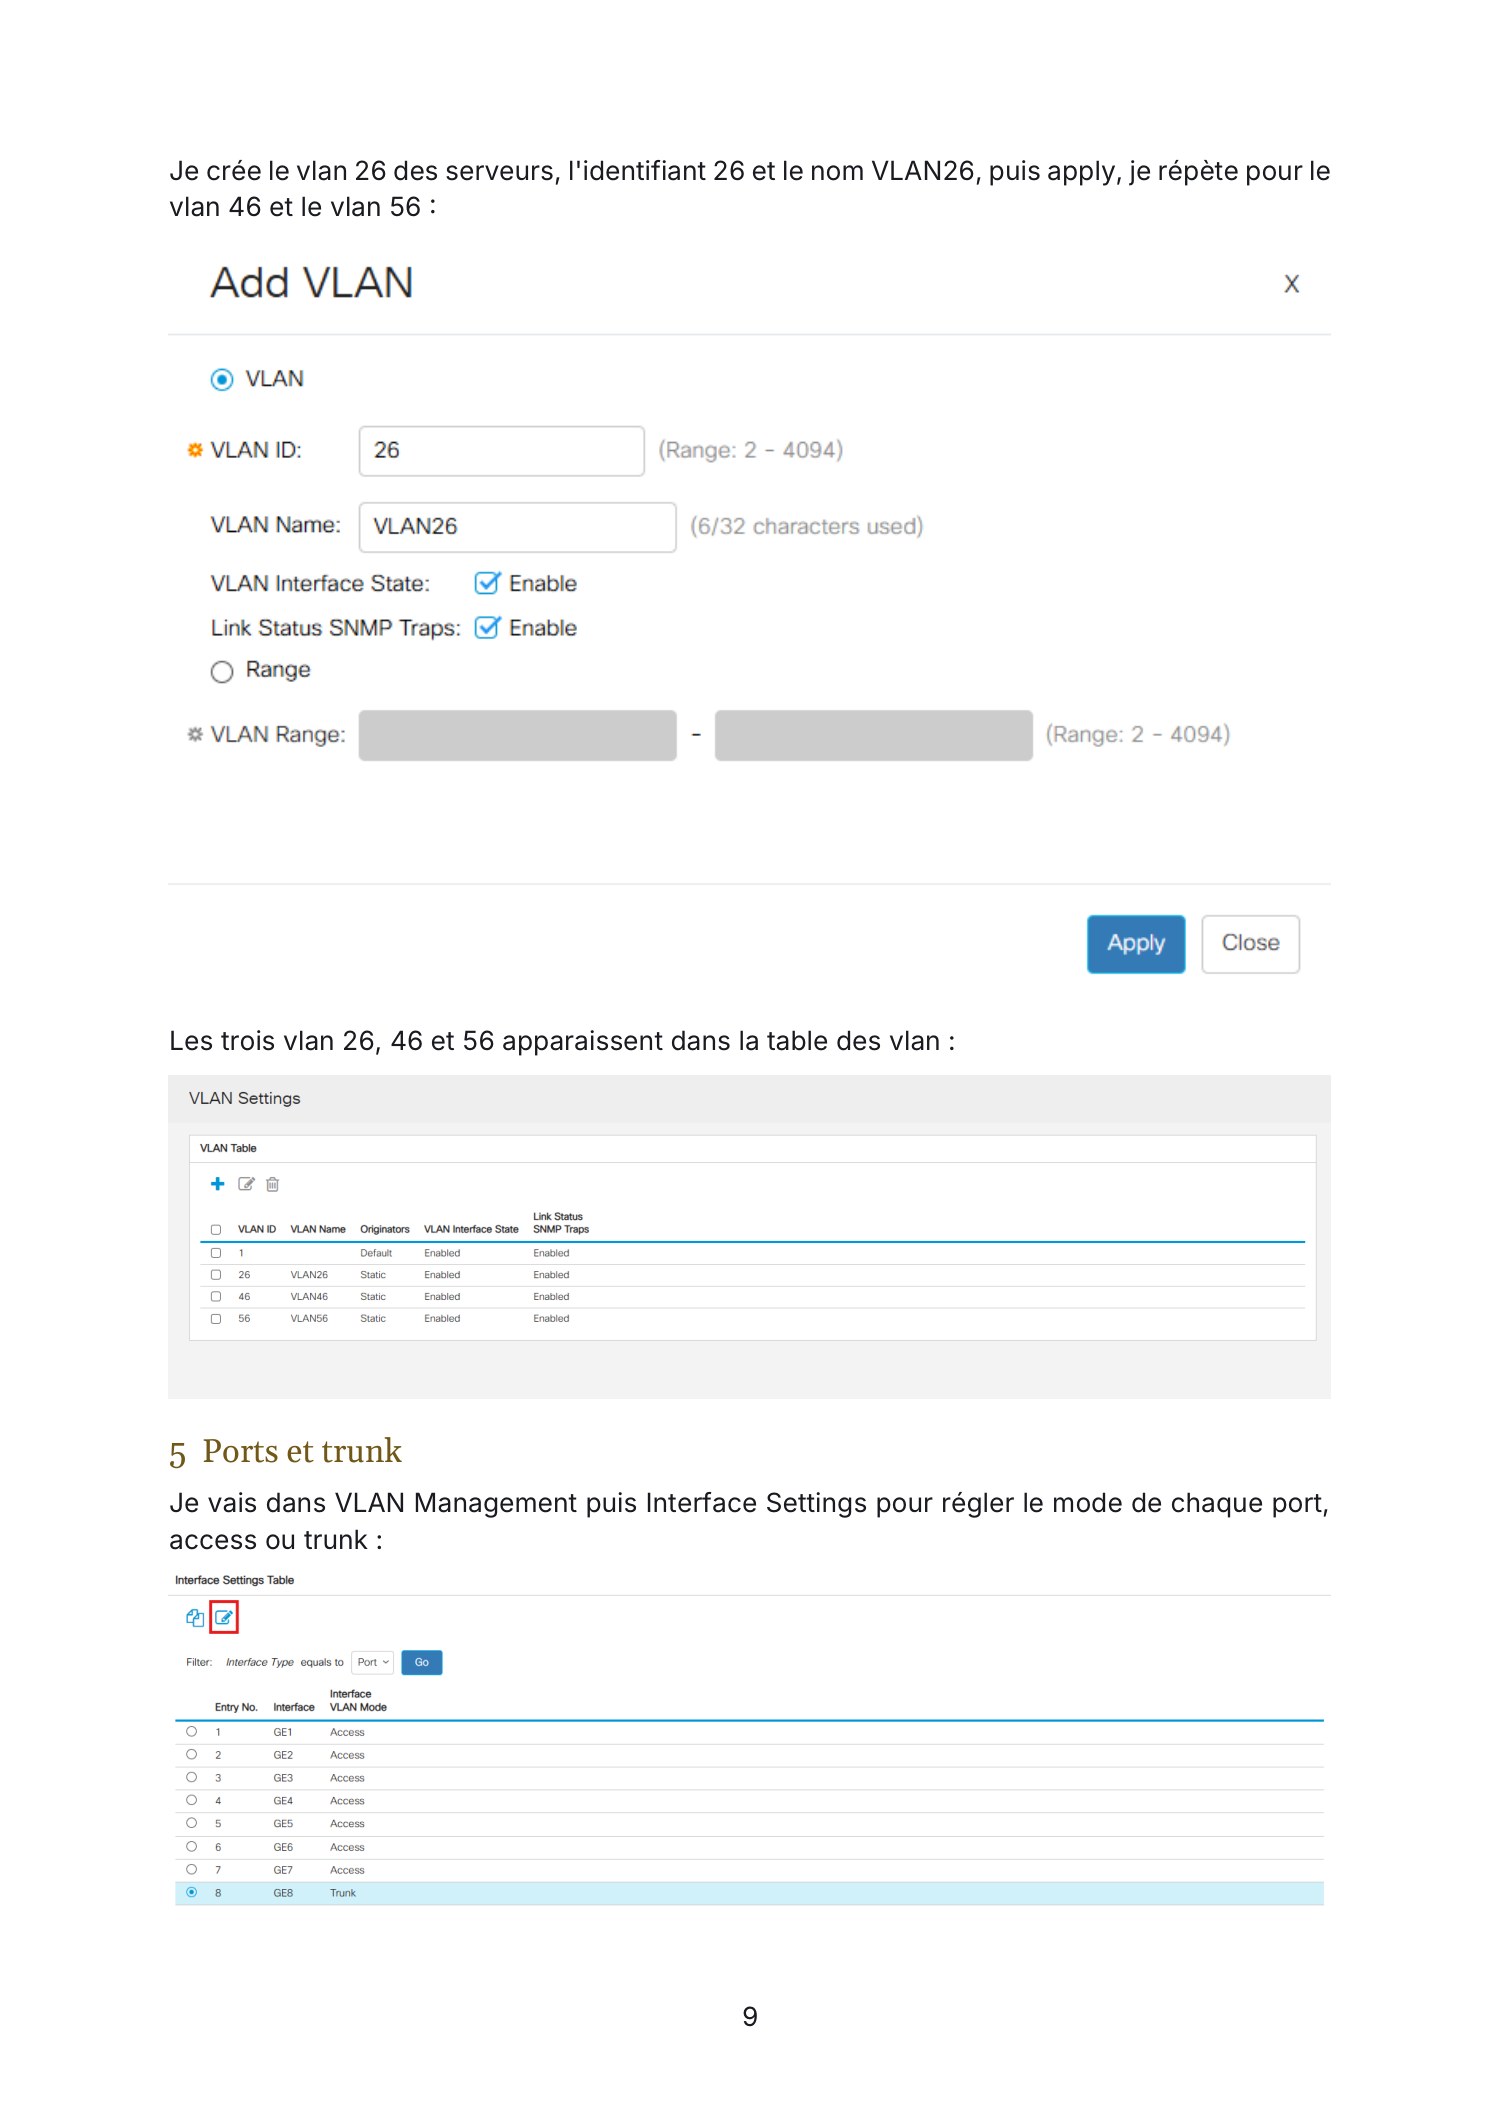 Je crée le vlan 26 des serveurs, l'identifiant 26 et le nom VLAN26, puis apply, je répète pour le
vlan 46 et le vlan 56 :
Add VLAN X
VLAN
VLAN ID: 26 (Range: 2 - 4094)
VLAN Name: VLAN26 (6/32 characters used)
VLAN Interface State: Enable
Link Status SNMP Traps: Enable
Range
VLAN Range: - (Range: 2 - 4094)
Apply Close
Les trois vlan 26, 46 et 56 apparaissent dans la table des vlan :
VLAN Settings
VLAN Table
Link Status
VLAN ID VLAN Name Originators VLAN Interface State SNMP Traps
1 Default Enabled Enabled
26 VLAN26 Static Enabled Enabled
46 VLAN46 Static Enabled Enabled
56 VLAN56 Static Enabled Enabled
5 Ports et trunk
Je vais dans VLAN Management puis Interface Settings pour régler le mode de chaque port,
access ou trunk :
Interface Settings Table
Filter: Interface Type equals to Port Go
Interface
Entry No. Interface VLAN Mode
1 GE1 Access
2 GE2 Access
3 GE3 Access
4 GE4 Access
5 GE5 Access
6 GE6 Access
7 GE7 Access
8 GE8 Trunk
9